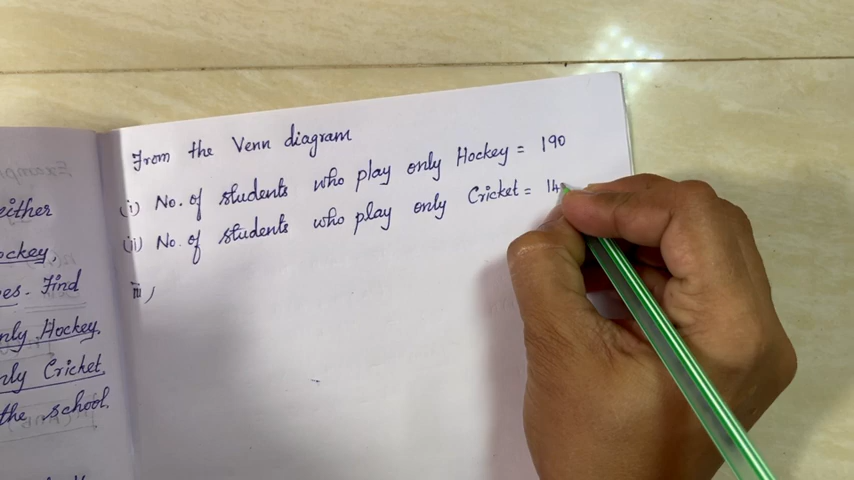 either
ockey,
es. Find
nly Hockey
nly Cricket
the school.
From the Venn diagram
(i) No. of students who play only Hockey = 190
(ii) No. of students who play only Cricket = 14
iii,